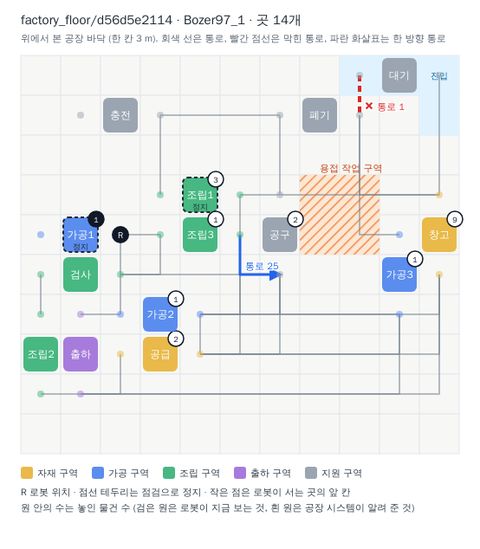 factory_floor/d56d5e2114 · Bozer97_1 · 곳 14개
위에서 본 공장 바닥 (한 칸 3 m). 회색 선은 통로, 빨간 점선은 막힌 통로, 파란 화살표는 한 방향 통로
대기
전립
✕ 통로 1
충전
폐기
용접 작업 구역
3
조립1
정지
1
가공1
정지
R
1
조립3
2
공구
9
창고
검사
통로 25
1
가공3
1
가공2
2
공급
조립2
출하
자재 구역
가공 구역
조립 구역
출하 구역
지원 구역
R 로봇 위치 · 점선 테두리는 점검으로 정지 · 작은 점은 로봇이 서는 곳의 앞 칸
원 안의 수는 놓인 물건 수 (검은 원은 로봇이 지금 보는 것, 흰 원은 공장 시스템이 알려 준 것)